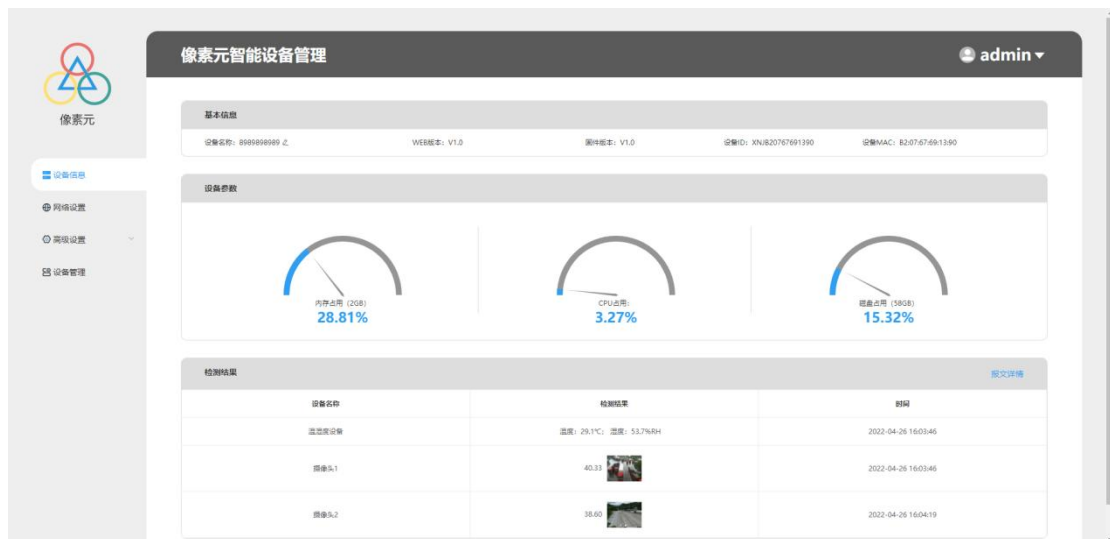 像素元智能设备管理
admin
像素元
设备信息
网络设置
高级设置
设备管理
基本信息
设备名称: 8989898989
WEB版本: V1.0
固件版本: V1.0
设备ID: XNJB20767691390
设备MAC: B2:07:67:69:13:90
设备参数
内存占用 (2GB)
28.81%
CPU占用:
3.27%
磁盘占用 (58GB)
15.32%
检测结果
报文详情
设备名称 检测结果 时间
温湿度设备 温度: 29.1℃; 湿度: 53.7%RH 2022-04-26 16:03:46
摄像头1 40.33 2022-04-26 16:03:46
摄像头2 38.60 2022-04-26 16:04:19